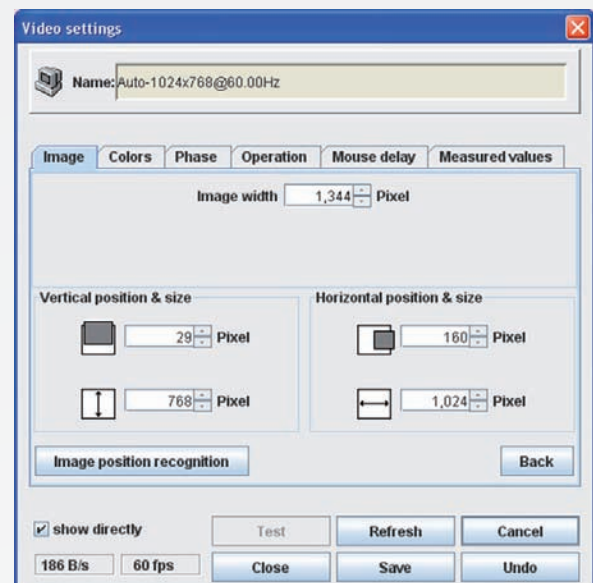 Video settings
Name: Auto-1024x768@60.00Hz
Image Colors Phase Operation Mouse delay Measured values
Image width 1,344 Pixel
Vertical position & size
29 Pixel
768 Pixel
Horizontal position & size
160 Pixel
1,024 Pixel
Image position recognition Back
show directly Test Refresh Cancel
186 B/s 60 fps Close Save Undo